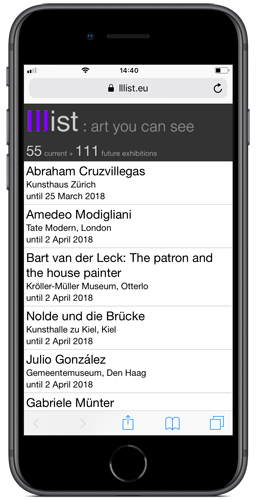 14:40
lllist.eu
lllist : art you can see
55 current + 111 future exhibitions
Abraham Cruzvillegas
Kunsthaus Zürich
until 25 March 2018
Amedeo Modigliani
Tate Modern, London
until 2 April 2018
Bart van der Leck: The patron and
the house painter
Kröller-Müller Museum, Otterlo
until 2 April 2018
Nolde und die Brücke
Kunsthalle zu Kiel, Kiel
until 2 April 2018
Julio González
Gemeentemuseum, Den Haag
until 2 April 2018
Gabriele Münter